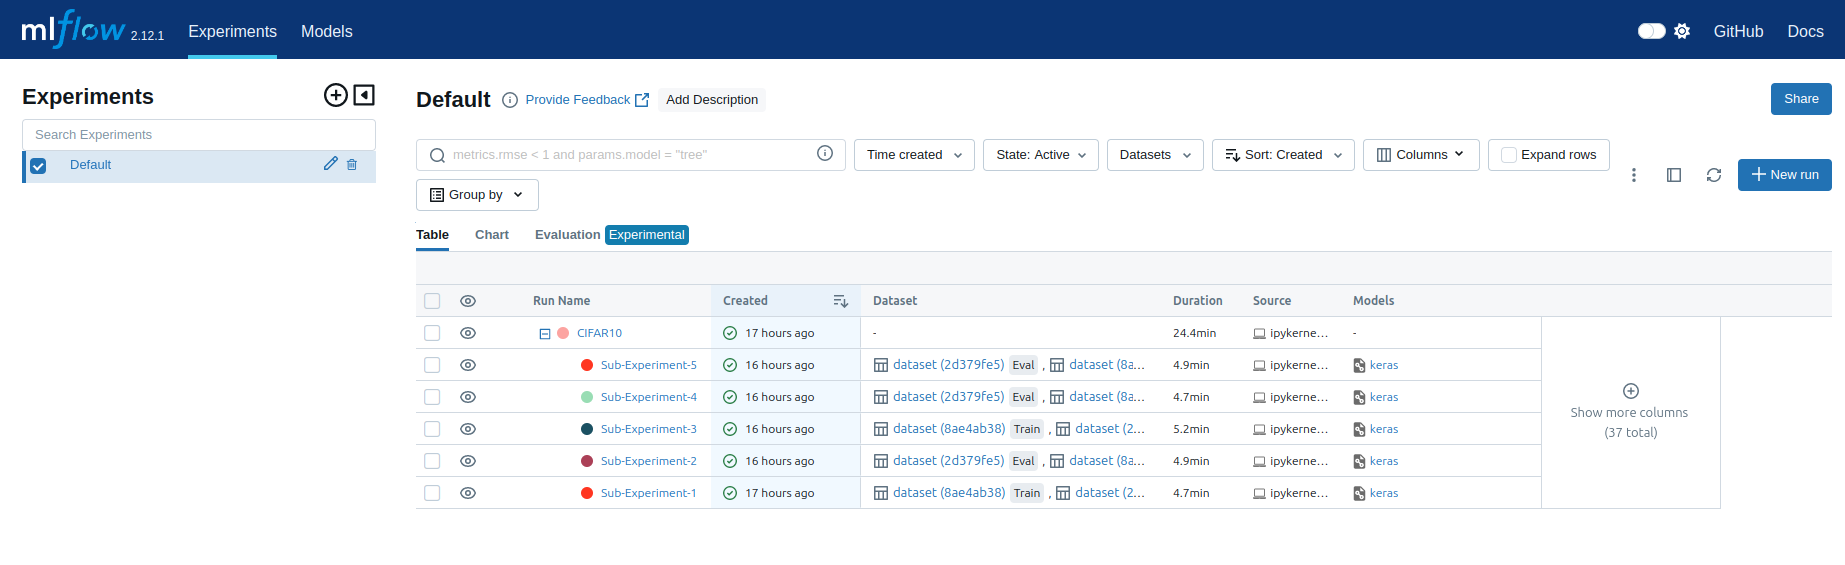 mlflow 2.12.1 Experiments Models GitHub Docs
Experiments
Search Experiments
Default
Default Provide Feedback Add Description Share
metrics.rmse < 1 and params.model = "tree" Time created State: Active Datasets Sort: Created Columns Expand rows
New run
Group by
Table Chart Evaluation Experimental
Run Name Created Dataset Duration Source Models
CIFAR10 17 hours ago - 24.4min ipykerne... -
Sub-Experiment-5 16 hours ago dataset (2d379fe5) Eval , dataset (8a... 4.9min ipykerne... keras
Sub-Experiment-4 16 hours ago dataset (2d379fe5) Eval , dataset (8a... 4.7min ipykerne... keras
Sub-Experiment-3 16 hours ago dataset (8ae4ab38) Train , dataset (2... 5.2min ipykerne... keras
Sub-Experiment-2 16 hours ago dataset (2d379fe5) Eval , dataset (8a... 4.9min ipykerne... keras
Sub-Experiment-1 17 hours ago dataset (8ae4ab38) Train , dataset (2... 4.7min ipykerne... keras
Show more columns
(37 total)